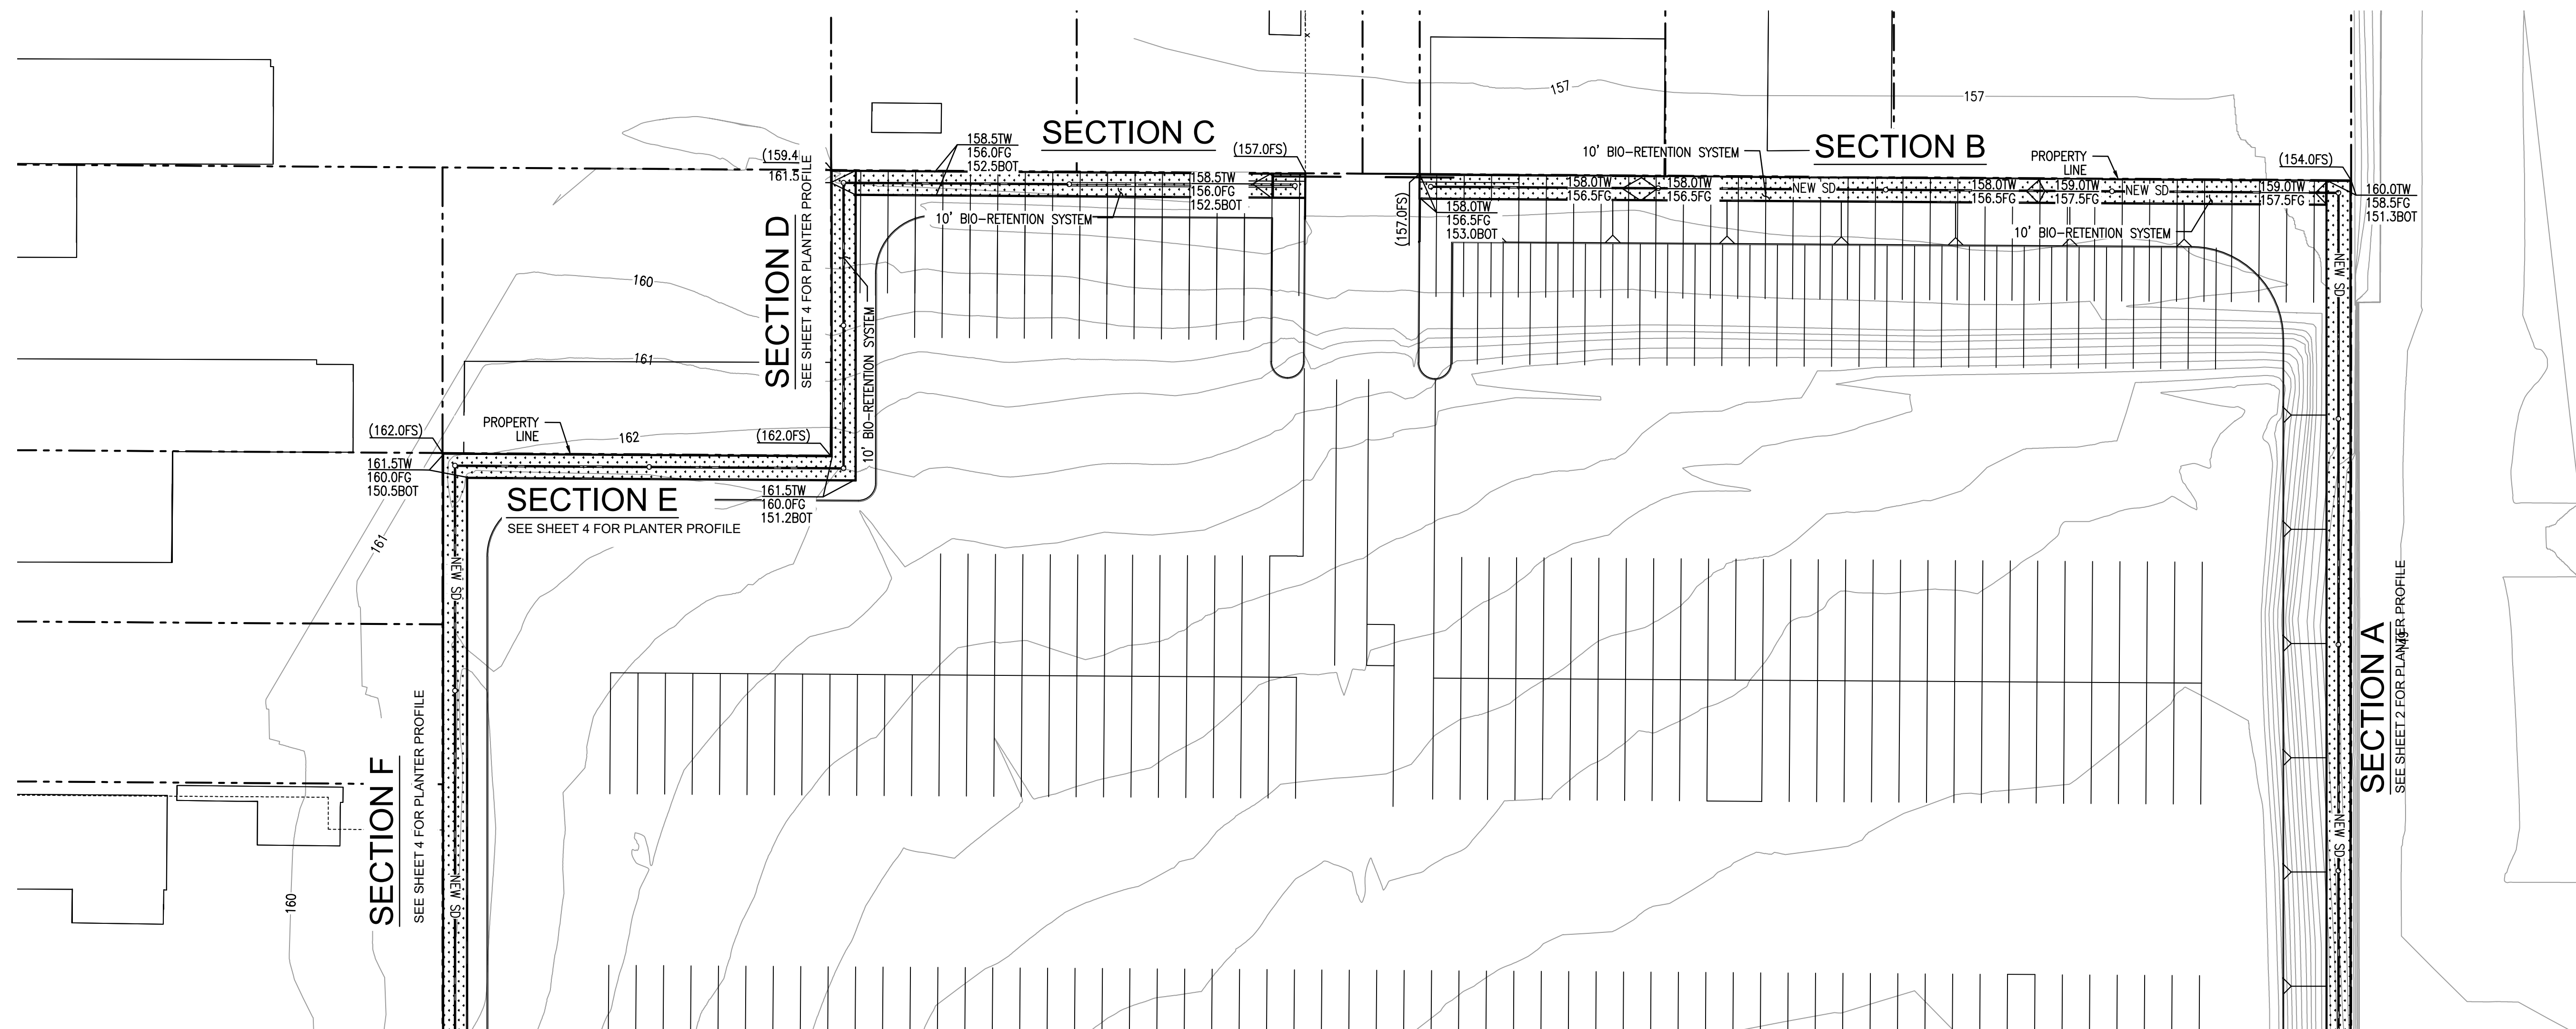 157
157
SECTION C
158.5TW
156.0FG
152.5BOT
(157.0FS)
10' BIO-RETENTION SYSTEM
SECTION B
PROPERTY
LINE
(154.0FS)
(159.4
161.5
158.5TW
156.0FG
152.5BOT
10' BIO-RETENTION SYSTEM
(157.0FS)
158.0TW
156.5FG
153.0BOT
158.0TW
156.5FG
158.0TW
156.5FG
NEW SD
158.0TW
156.5FG
159.0TW
157.5FG
NEW SD
159.0TW
157.5FG
160.0TW
158.5FG
151.3BOT
10' BIO-RETENTION SYSTEM
NEW SD
SECTION D
SEE SHEET 4 FOR PLANTER PROFILE
10' BIO-RETENTION SYSTEM
160
161
162
PROPERTY
LINE
(162.0FS)
(162.0FS)
161.5TW
160.0FG
150.5BOT
SECTION E
SEE SHEET 4 FOR PLANTER PROFILE
161.5TW
160.0FG
151.2BOT
161
NEW SD
SECTION F
SEE SHEET 4 FOR PLANTER PROFILE
NEW SD
160
SECTION A
SEE SHEET 2 FOR PLANTER PROFILE
149
NEW SD